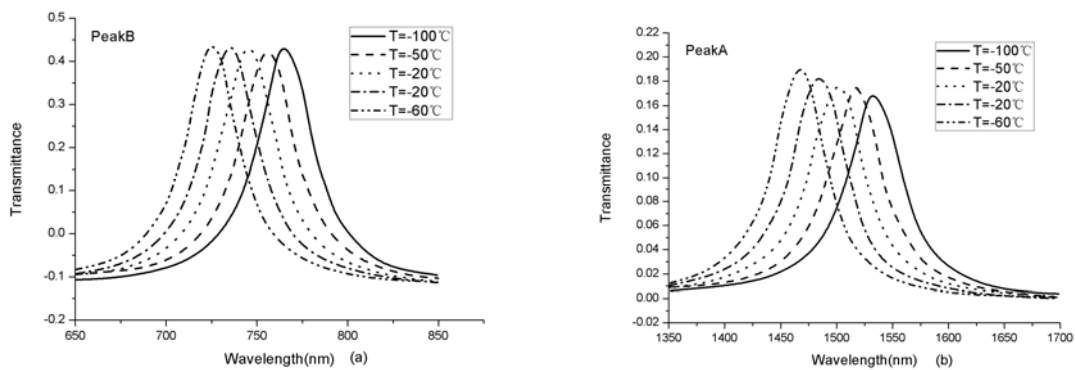 PeakB
T=-100℃
T=-50℃
T=-20℃
T=-20℃
T=-60℃
0.5
0.4
0.3
0.2
0.1
0.0
-0.1
-0.2
Transmittance
650
700
750
800
850
Wavelength(nm)
(a)
PeakA
T=-100℃
T=-50℃
T=-20℃
T=-20℃
T=-60℃
0.22
0.20
0.18
0.16
0.14
0.12
0.10
0.08
0.06
0.04
0.02
0.00
-0.02
Transmittance
1350
1400
1450
1500
1550
1600
1650
1700
Wavelength(nm)
(b)